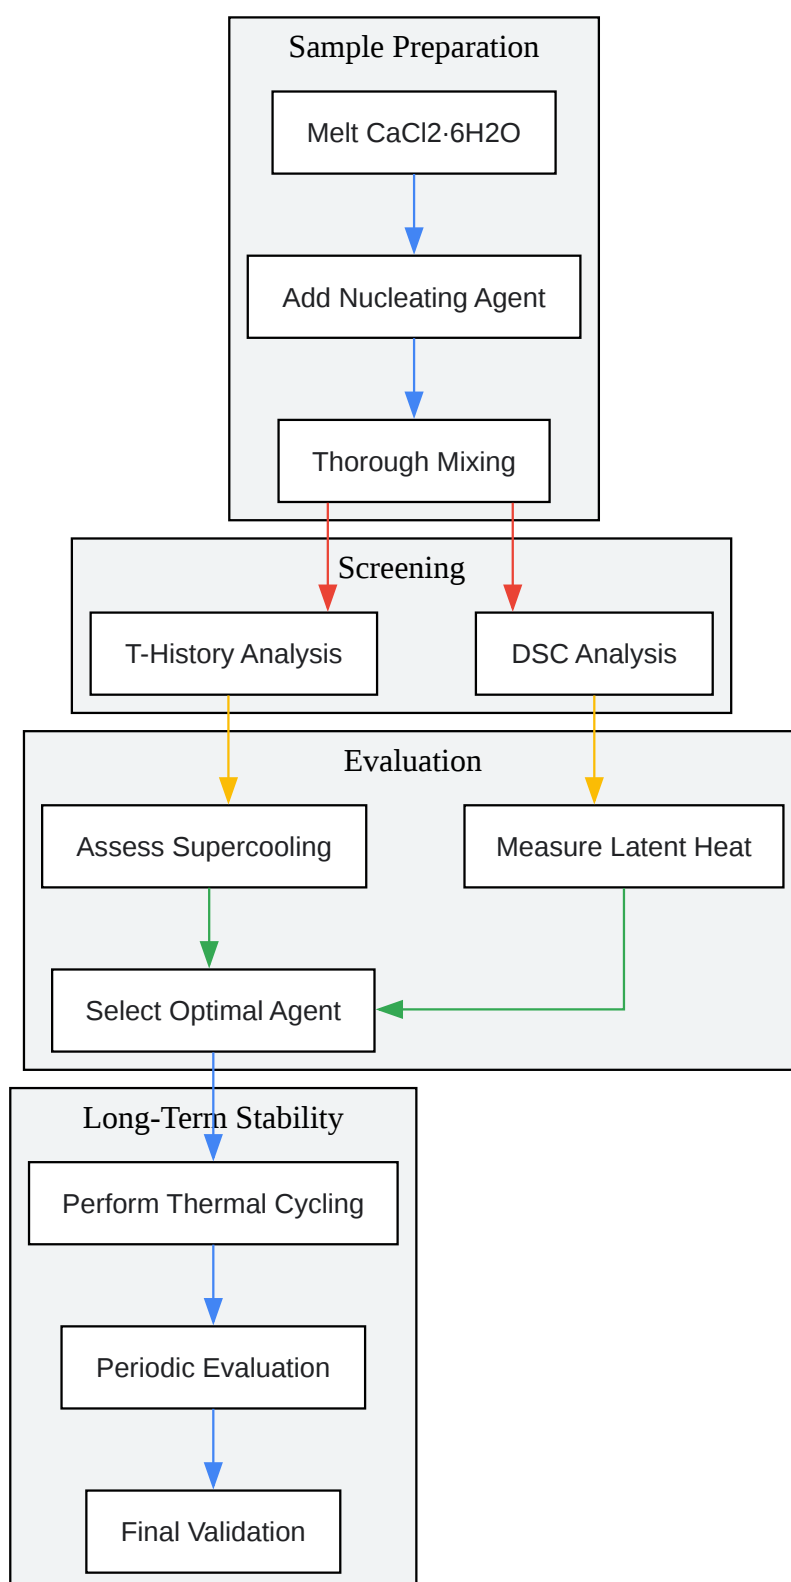 Sample Preparation
Melt CaCl2·6H2O
Add Nucleating Agent
Thorough Mixing
Screening
T-History Analysis
DSC Analysis
Evaluation
Assess Supercooling
Measure Latent Heat
Select Optimal Agent
Long-Term Stability
Perform Thermal Cycling
Periodic Evaluation
Final Validation